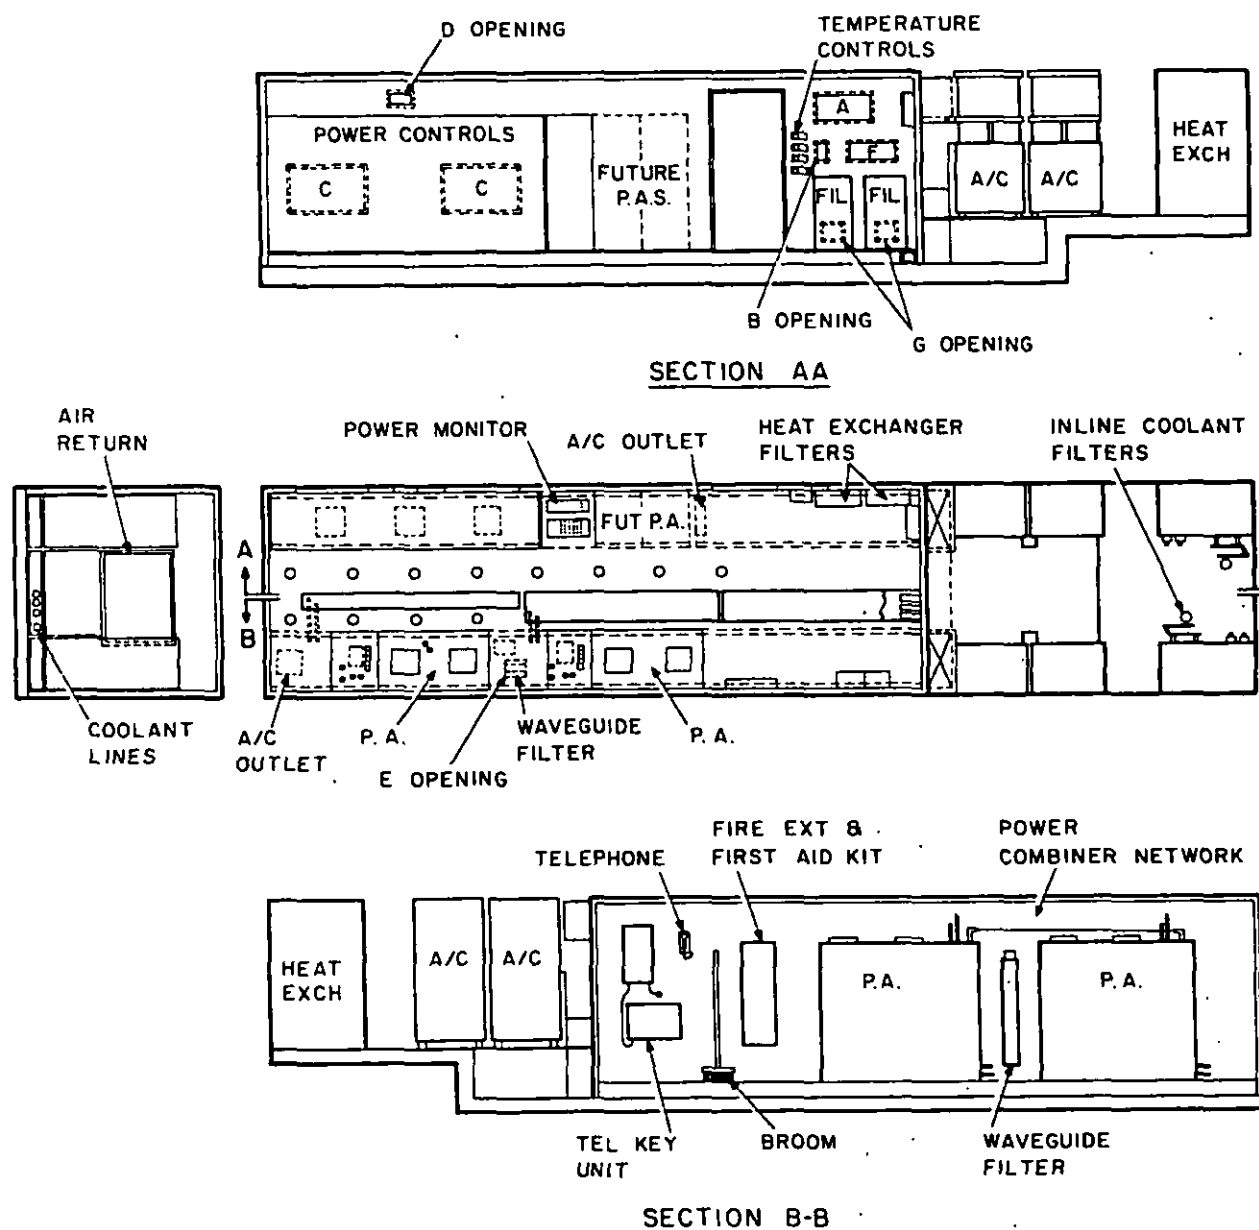 D OPENING
TEMPERATURE
CONTROLS
A
POWER CONTROLS
HEAT
EXCH
C
C
FUTURE
P.A.S.
F
FIL
FIL
A/C
A/C
B OPENING
G OPENING
SECTION AA
AIR
RETURN
POWER MONITOR
A/C OUTLET
HEAT EXCHANGER
FILTERS
INLINE COOLANT
FILTERS
FUT P.A.
A
B
COOLANT
LINES
A/C
OUTLET
P.A.
E OPENING
WAVEGUIDE
FILTER
P.A.
TELEPHONE
FIRE EXT &
FIRST AID KIT
POWER
COMBINER NETWORK
HEAT
EXCH
A/C
A/C
P.A.
P.A.
TEL KEY
UNIT
BROOM
WAVEGUIDE
FILTER
SECTION B-B